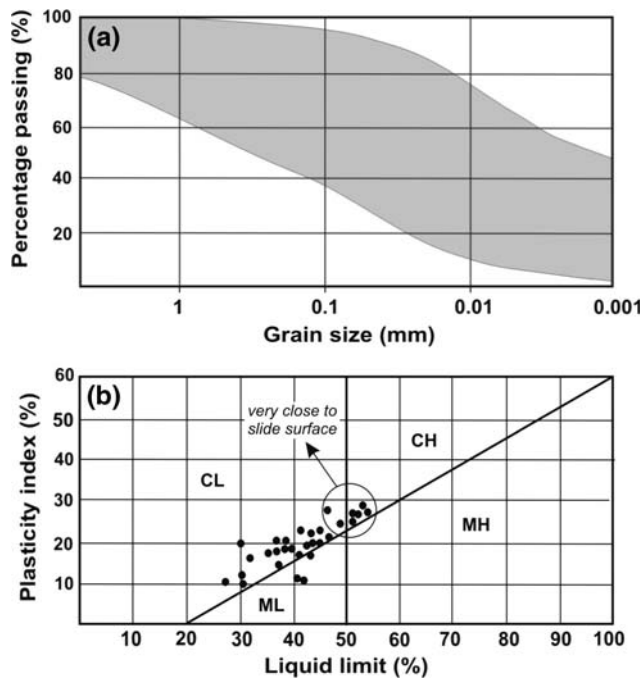 (a)
Percentage passing (%)
100
80
60
40
20
1
0.1
0.01
0.001
Grain size (mm)
(b)
Plasticity index (%)
60
50
40
30
20
10
very close to
slide surface
CL
CH
MH
ML
10
20
30
40
50
60
70
80
90
100
Liquid limit (%)